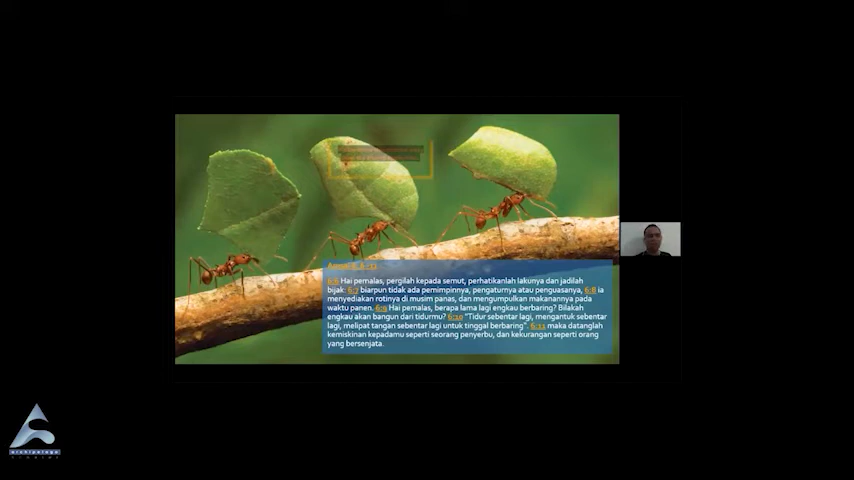 6:6 Hai pemalas, pergilah kepada semut, perhatikanlah lakunya dan jadilah
bijak: 6:7 biarpun tidak ada pemimpinnya, pengaturnya atau penguasanya, 6:8 ia
menyediakan rotinya di musim panas, dan mengumpulkan makanannya pada
waktu panen. 6:9 Hai pemalas, berapa lama lagi engkau berbaring? Bilakah
engkau akan bangun dari tidurmu? 6:10 "Tidur sebentar lagi, mengantuk sebentar
lagi, melipat tangan sebentar lagi untuk tinggal berbaring". 6:11 maka datanglah
kemiskinan kepadamu seperti seorang penyerbu, dan kekurangan seperti orang
yang bersenjata.
archipelago